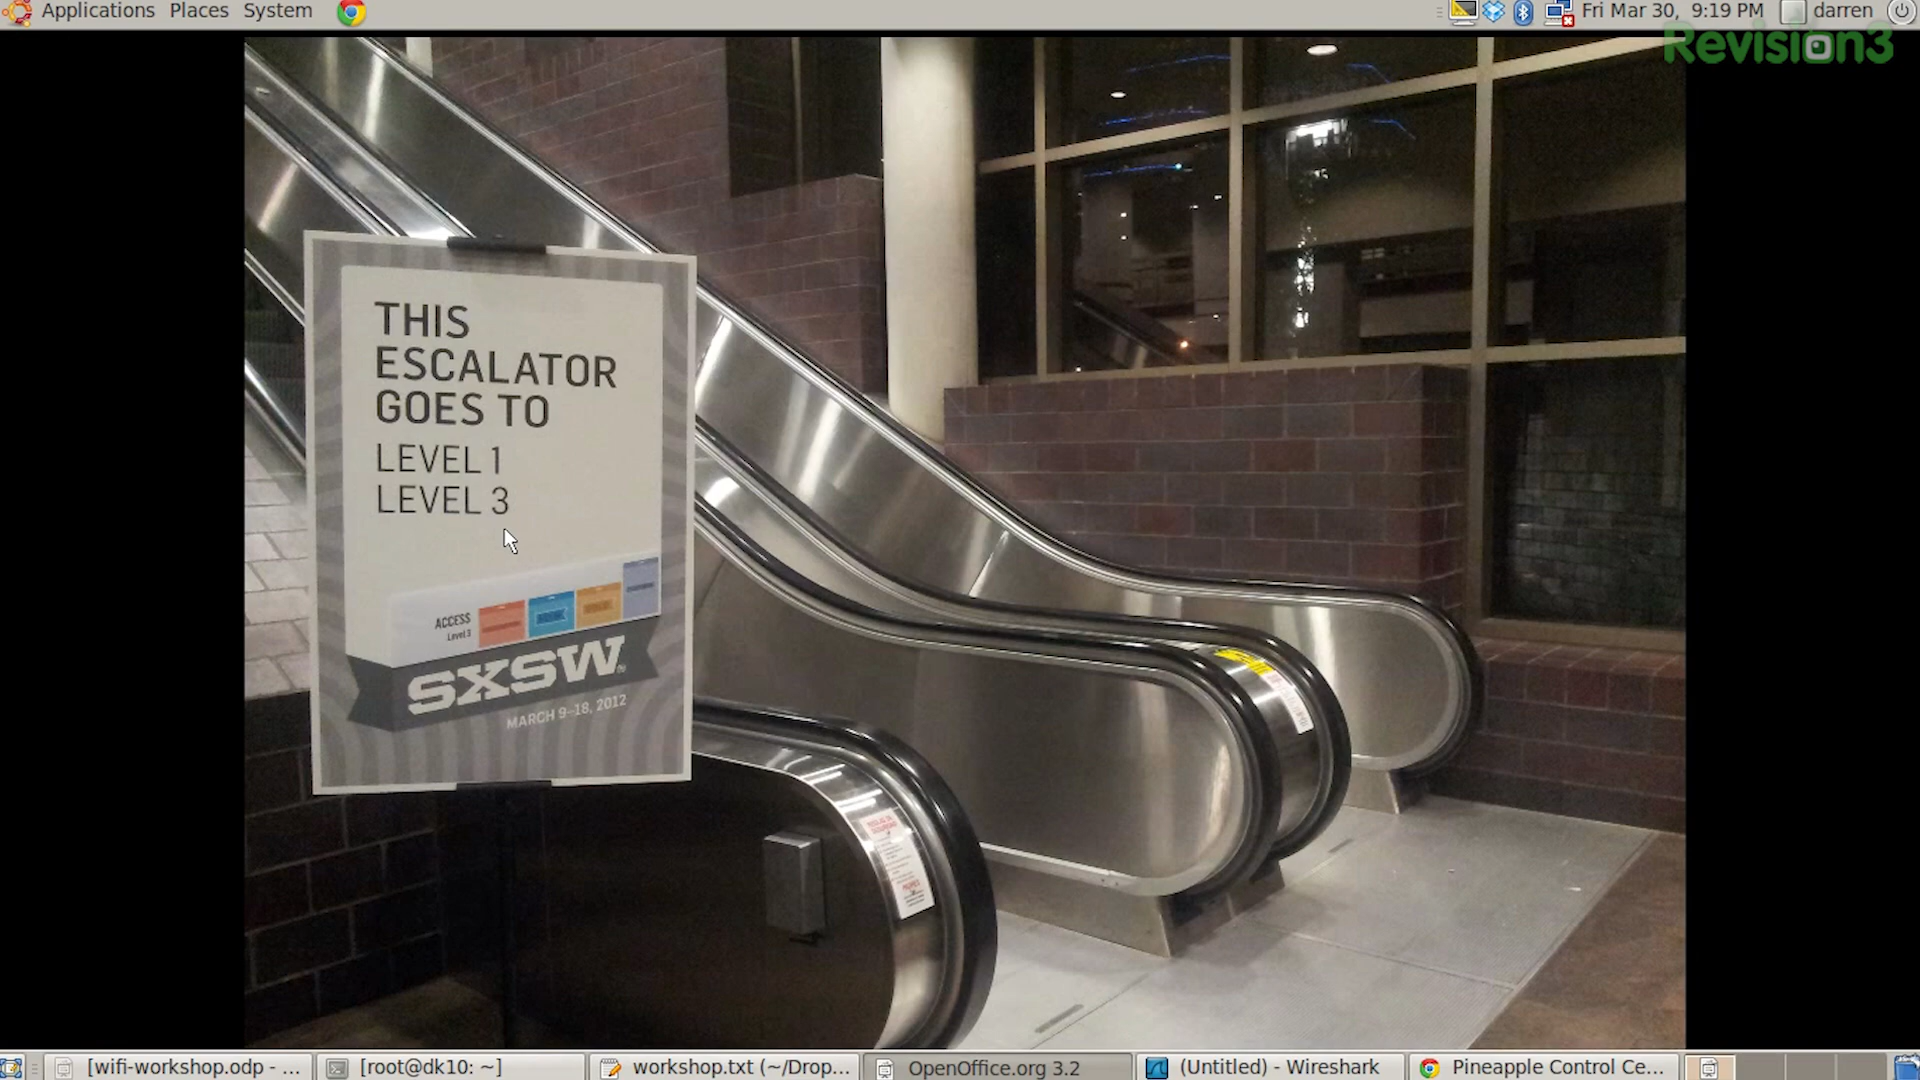 Applications Places System
Fri Mar 30, 9:19 PM darren
Revision3
THIS
ESCALATOR
GOES TO
LEVEL 1
LEVEL 3
ACCESS
Level 3
SXSW
MARCH 9-18, 2012
[wifi-workshop.odp - ...
[root@dk10: ~]
workshop.txt (~/Drop...
OpenOffice.org 3.2
(Untitled) - Wireshark
Pineapple Control Ce...